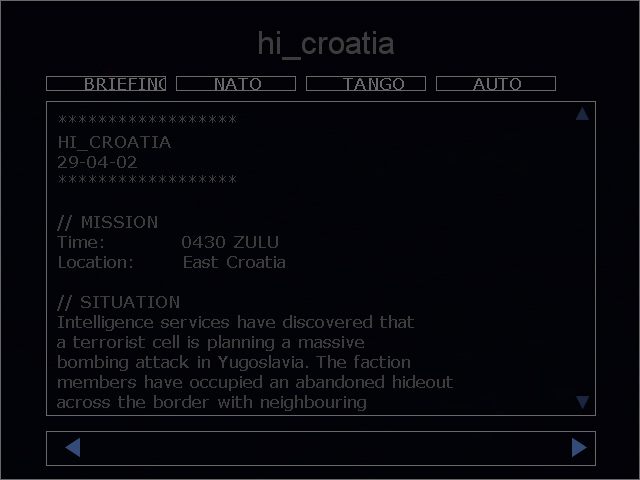 hi_croatia
BRIEFING NATO TANGO AUTO
******************
HI_CROATIA
29-04-02
******************
// MISSION
Time: 0430 ZULU
Location: East Croatia
// SITUATION
Intelligence services have discovered that
a terrorist cell is planning a massive
bombing attack in Yugoslavia. The faction
members have occupied an abandoned hideout
across the border with neighbouring